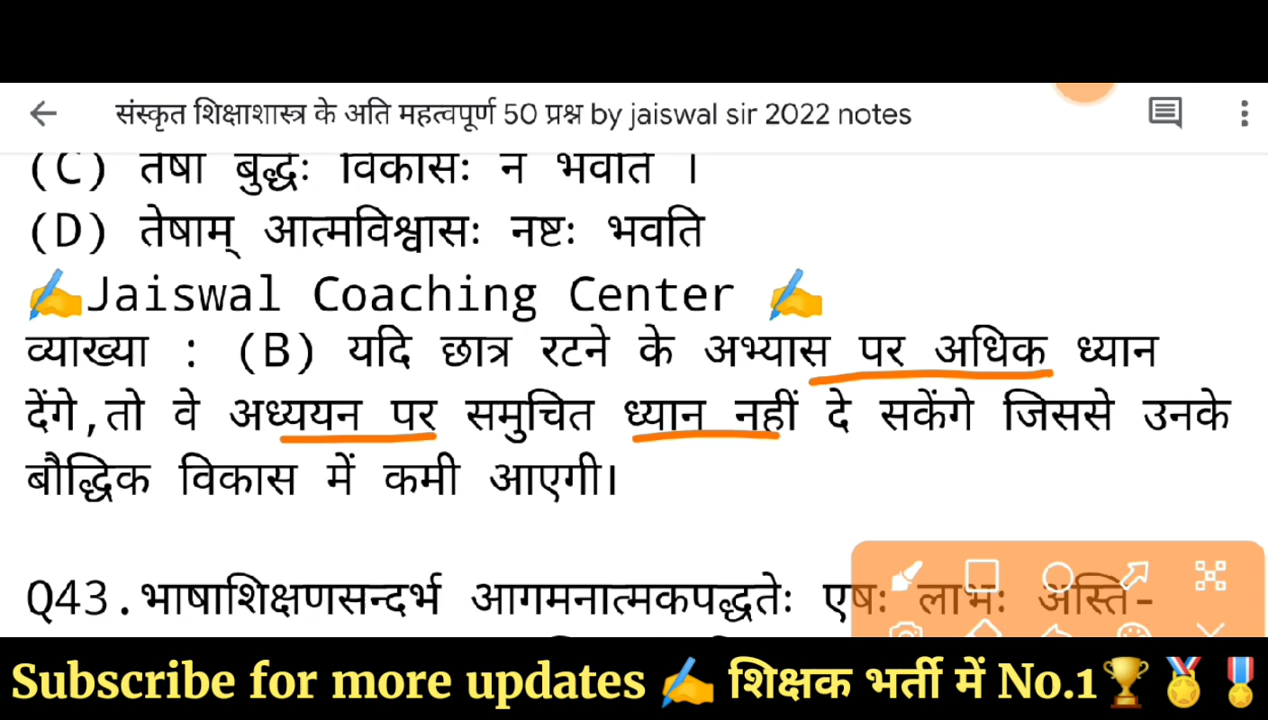 संस्कृत शिक्षाशास्त्र के अति महत्वपूर्ण 50 प्रश्न by jaiswal sir 2022 notes
(C) तेषां बुद्धेः विकासः न भवति ।
(D) तेषाम् आत्मविश्वासः नष्टः भवति
✍️Jaiswal Coaching Center ✍️
व्याख्या : (B) यदि छात्र रटने के अभ्यास पर अधिक ध्यान
देंगे,तो वे अध्ययन पर समुचित ध्यान नहीं दे सकेंगे जिससे उनके
बौद्धिक विकास में कमी आएगी।
Q43.भाषाशिक्षणसन्दर्भ आगमनात्मकपद्धतेः एषः लाभः अस्ति-
Subscribe for more updates ✍️ शिक्षक भर्ती में No.1🏆🏅🎖️